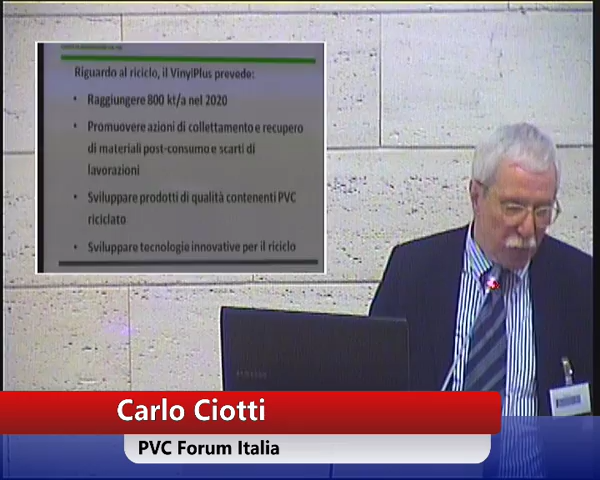 Riguardo al riciclo, il VinylPlus prevede:
• Raggiungere 800 kt/a nel 2020
• Promuovere azioni di collettamento e recupero
di materiali post-consumo e scarti di
lavorazioni
• Sviluppare prodotti di qualità contenenti PVC
riciclato
• Sviluppare tecnologie innovative per il riciclo
SAMSUNG
Carlo Ciotti
PVC Forum Italia